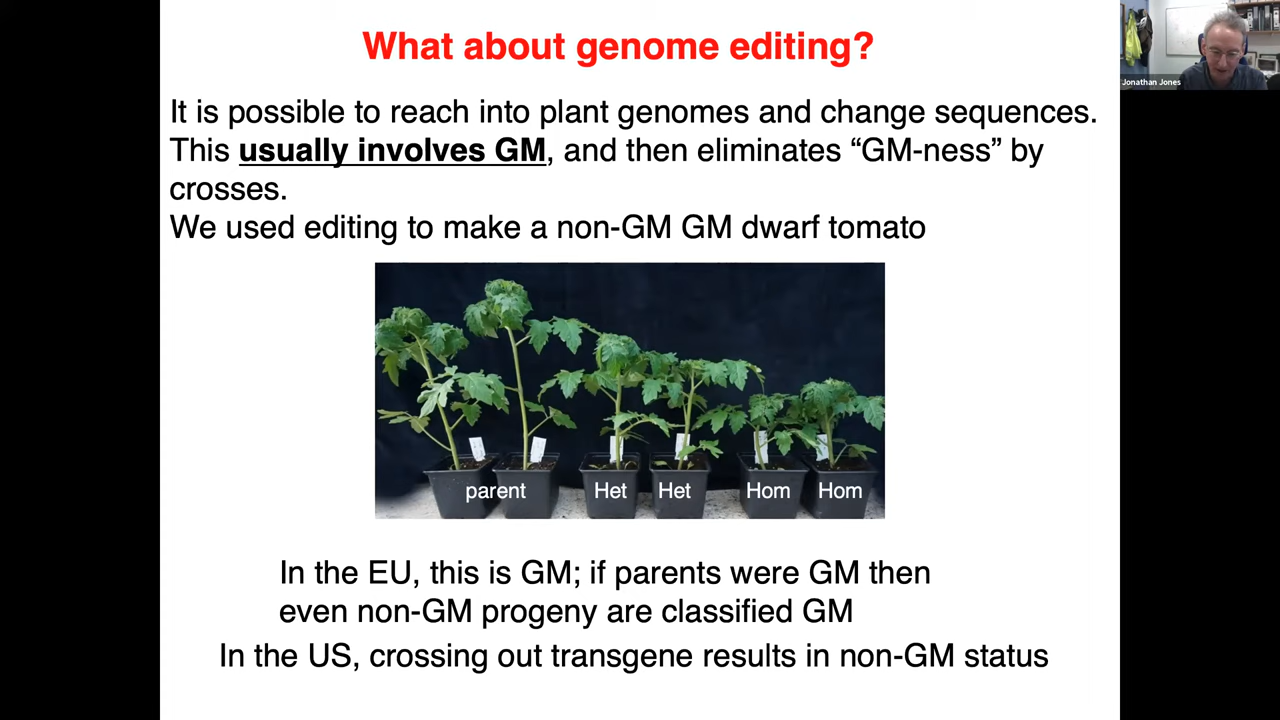 What about genome editing?
Jonathan Jones
It is possible to reach into plant genomes and change sequences.
This usually involves GM, and then eliminates “GM-ness” by
crosses.
We used editing to make a non-GM GM dwarf tomato
parent Het Het Hom Hom
In the EU, this is GM; if parents were GM then
even non-GM progeny are classified GM
In the US, crossing out transgene results in non-GM status